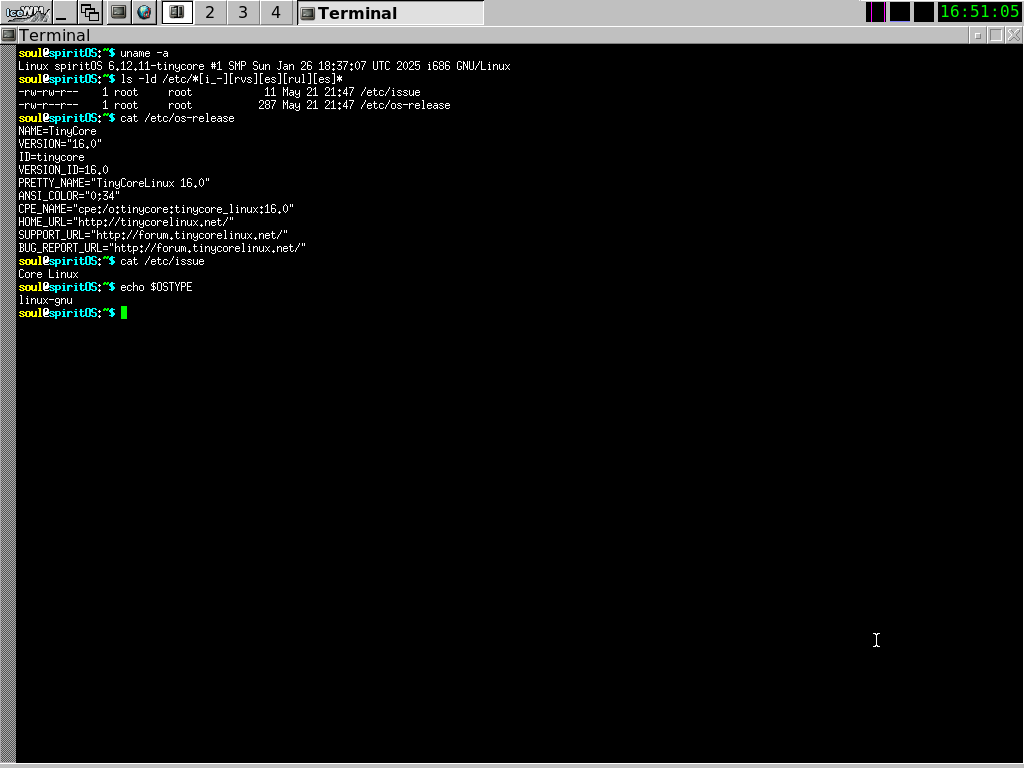 IceWM
2 3 4 Terminal 16:51:05
Terminal
soul@spiritOS:~$ uname -a
Linux spiritOS 6.12.11-tinycore #1 SMP Sun Jan 26 18:37:07 UTC 2025 i686 GNU/Linux
soul@spiritOS:~$ ls -ld /etc/*[i_-][rvs][es][rul][es]*
-rw-rw-r-- 1 root root 11 May 21 21:47 /etc/issue
-rw-r--r-- 1 root root 287 May 21 21:47 /etc/os-release
soul@spiritOS:~$ cat /etc/os-release
NAME=TinyCore
VERSION="16.0"
ID=tinycore
VERSION_ID=16.0
PRETTY_NAME="TinyCoreLinux 16.0"
ANSI_COLOR="0;34"
CPE_NAME="cpe:/o:tinycore:tinycore_linux:16.0"
HOME_URL="http://tinycorelinux.net/"
SUPPORT_URL="http://forum.tinycorelinux.net/"
BUG_REPORT_URL="http://forum.tinycorelinux.net/"
soul@spiritOS:~$ cat /etc/issue
Core Linux
soul@spiritOS:~$ echo $OSTYPE
linux-gnu
soul@spiritOS:~$